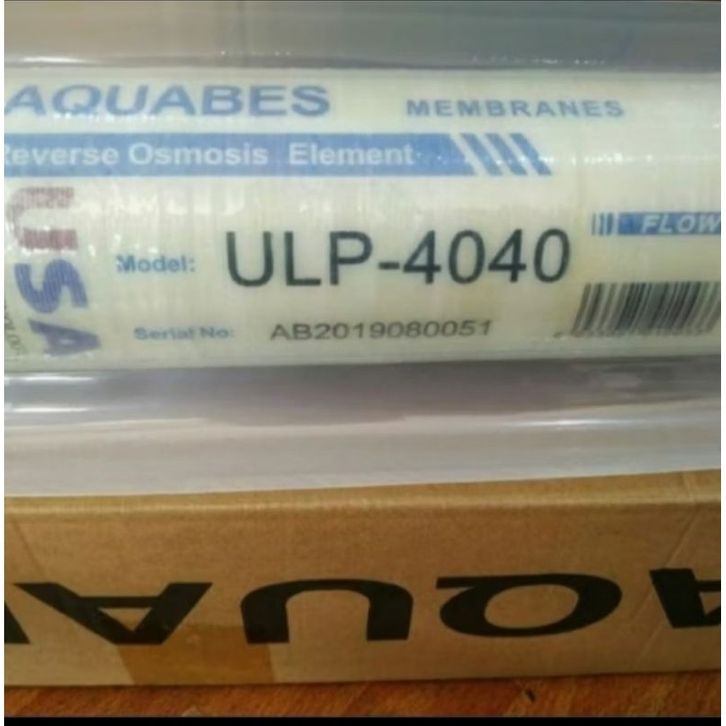 AQUABES MEMBRANES
Reverse Osmosis Element
USA
FLOW
Model: ULP-4040
Serial No: AB2019080051
AQUA